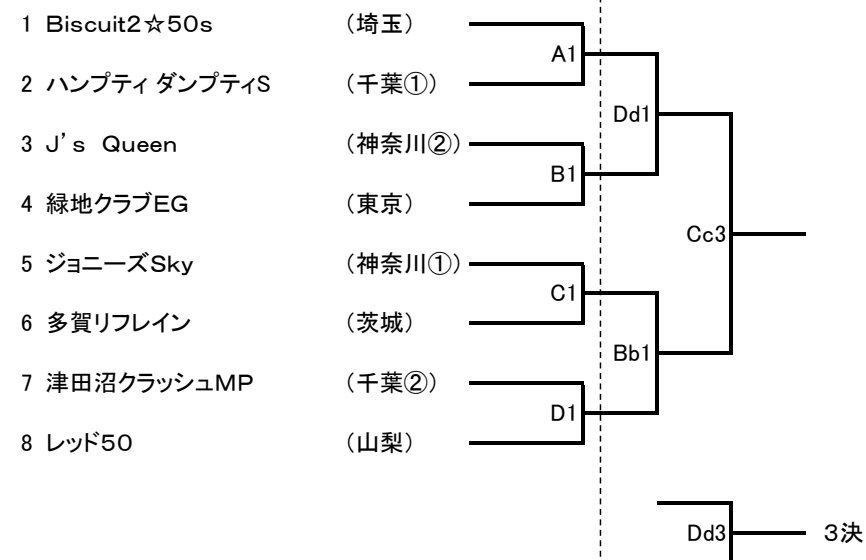 1 Biscuit2☆50s (埼玉)
A1
2 ハンプティダンプティS (千葉①)
Dd1
3 J’s Queen (神奈川②)
B1
4 緑地クラブEG (東京)
Cc3
5 ジョニーズSky (神奈川①)
C1
6 多賀リフレイン (茨城)
Bb1
7 津田沼クラッシュMP (千葉②)
D1
8 レッド50 (山梨)
Dd3 3決